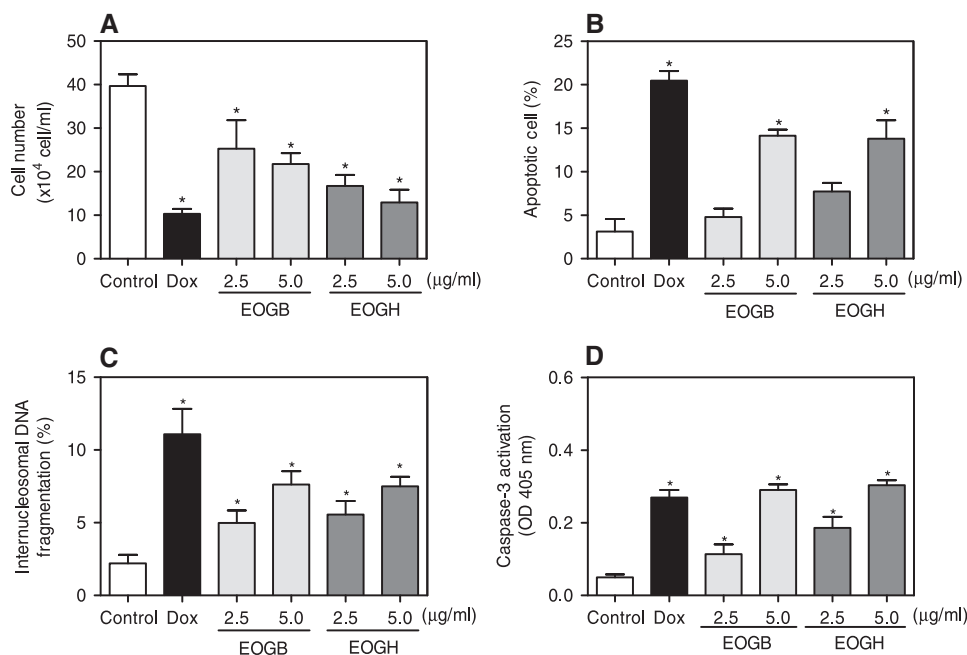 A
Cell number
(x10⁴ cell/ml)
50
40
30
20
10
0
*
*
*
*
*
Control Dox 2.5 5.0 2.5 5.0 (μg/ml)
EOGB EOGH
B
Apoptotic cell (%)
25
20
15
10
5
0
*
*
*
Control Dox 2.5 5.0 2.5 5.0 (μg/ml)
EOGB EOGH
C
Internucleosomal DNA
fragmentation (%)
15
10
5
0
*
*
*
*
*
Control Dox 2.5 5.0 2.5 5.0 (μg/ml)
EOGB EOGH
D
Caspase-3 activation
(OD 405 nm)
0.6
0.4
0.2
0.0
*
*
*
*
*
Control Dox 2.5 5.0 2.5 5.0 (μg/ml)
EOGB EOGH